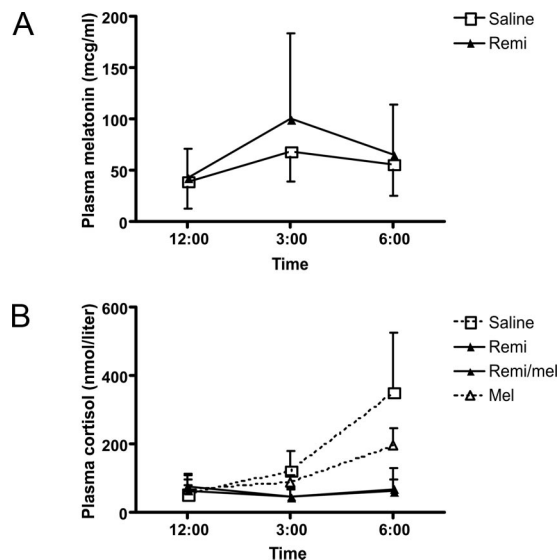 A
Plasma melatonin (mcg/ml)
200
150
100
50
0
12:00 3:00 6:00
Time
Saline
Remi
B
Plasma cortisol (nmol/liter)
600
400
200
0
12:00 3:00 6:00
Time
Saline
Remi
Remi/mel
Mel